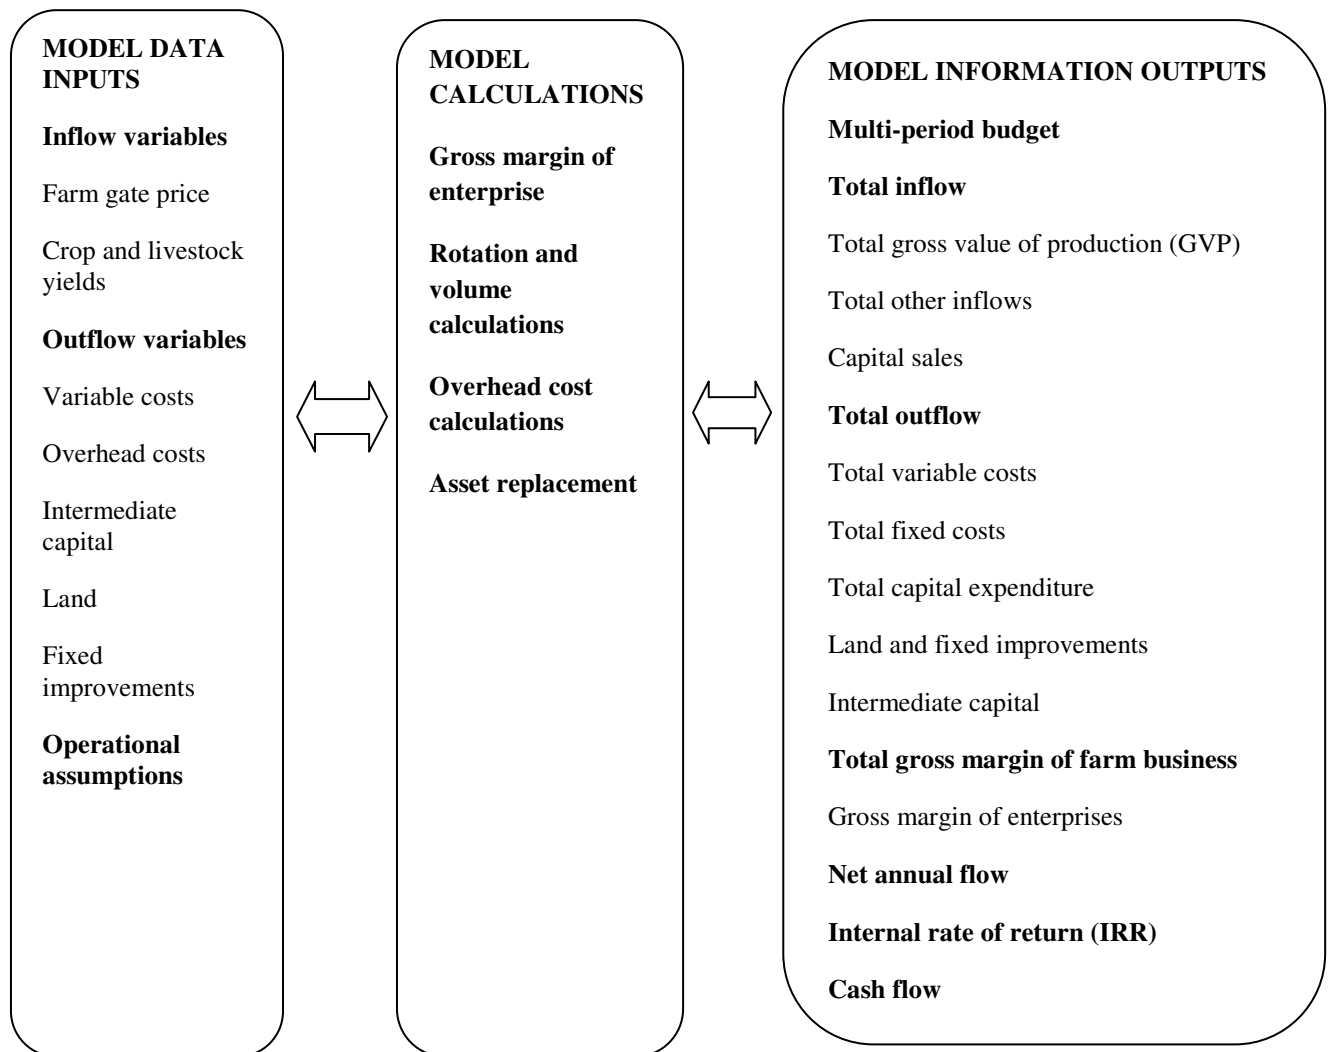 MODEL DATA
INPUTS
Inflow variables
Farm gate price
Crop and livestock
yields
Outflow variables
Variable costs
Overhead costs
Intermediate
capital
Land
Fixed
improvements
Operational
assumptions
MODEL
CALCULATIONS
Gross margin of
enterprise
Rotation and
volume
calculations
Overhead cost
calculations
Asset replacement
MODEL INFORMATION OUTPUTS
Multi-period budget
Total inflow
Total gross value of production (GVP)
Total other inflows
Capital sales
Total outflow
Total variable costs
Total fixed costs
Total capital expenditure
Land and fixed improvements
Intermediate capital
Total gross margin of farm business
Gross margin of enterprises
Net annual flow
Internal rate of return (IRR)
Cash flow